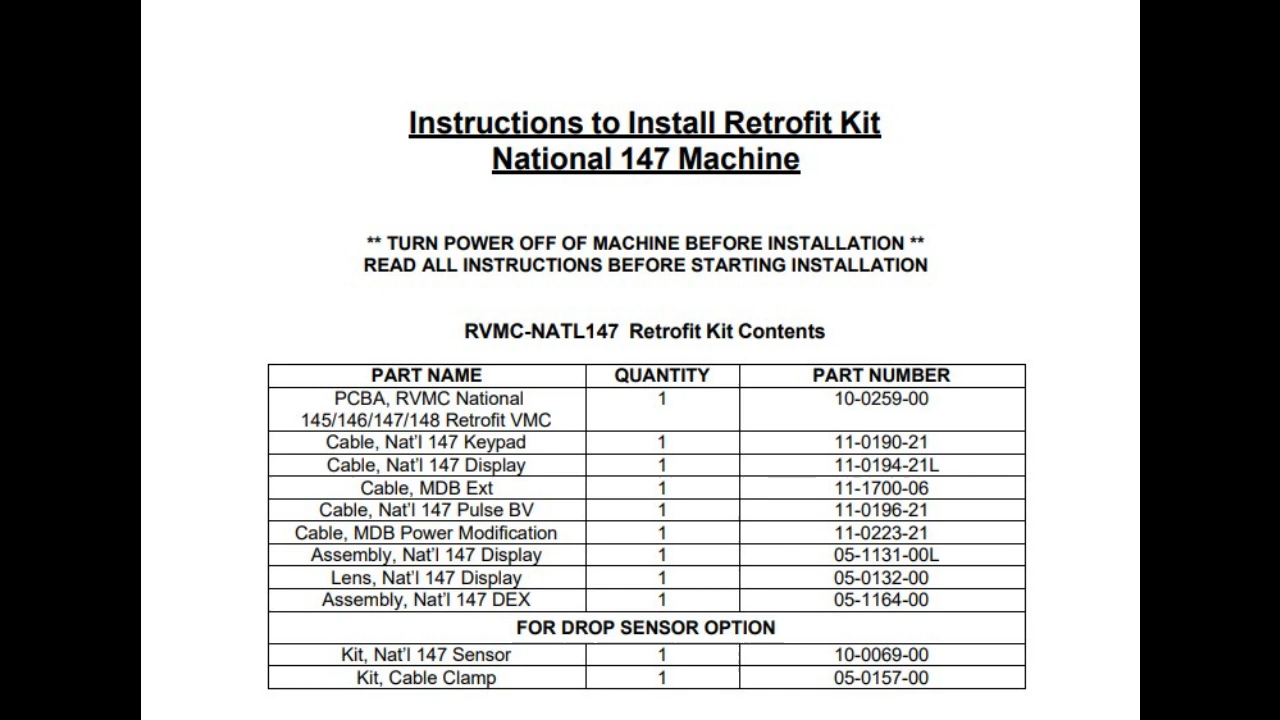 Instructions to Install Retrofit Kit
National 147 Machine
** TURN POWER OFF OF MACHINE BEFORE INSTALLATION **
READ ALL INSTRUCTIONS BEFORE STARTING INSTALLATION
RVMC-NATL147 Retrofit Kit Contents
PART NAME QUANTITY PART NUMBER
PCBA, RVMC National 1 10-0259-00
145/146/147/148 Retrofit VMC
Cable, Nat'l 147 Keypad 1 11-0190-21
Cable, Nat'l 147 Display 1 11-0194-21L
Cable, MDB Ext 1 11-1700-06
Cable, Nat'l 147 Pulse BV 1 11-0196-21
Cable, MDB Power Modification 1 11-0223-21
Assembly, Nat'l 147 Display 1 05-1131-00L
Lens, Nat'l 147 Display 1 05-0132-00
Assembly, Nat'l 147 DEX 1 05-1164-00
FOR DROP SENSOR OPTION
Kit, Nat'l 147 Sensor 1 10-0069-00
Kit, Cable Clamp 1 05-0157-00